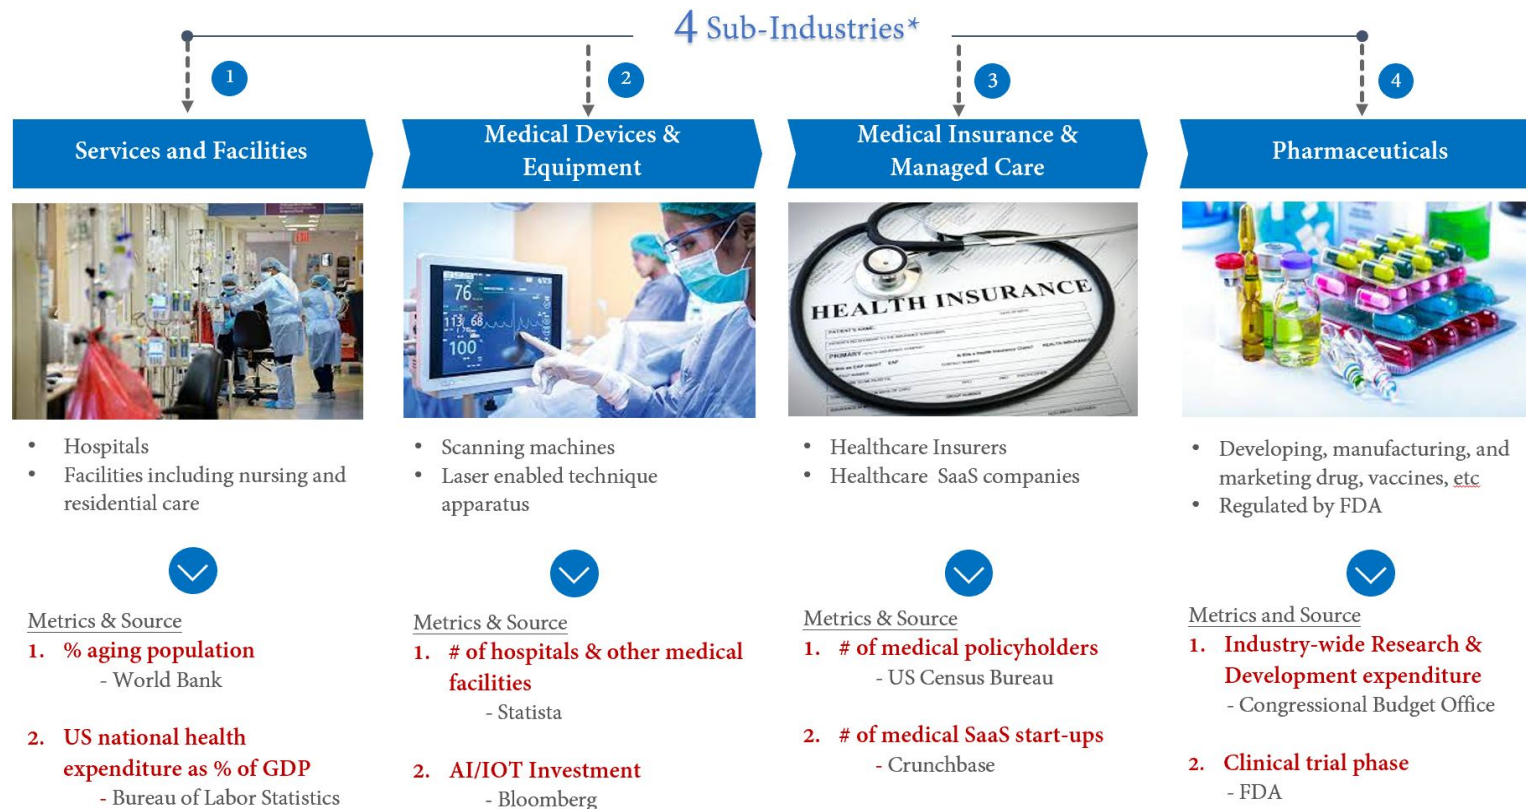 4 Sub-Industries*
1
2
3
4
Services and Facilities
Medical Devices &
Equipment
Medical Insurance &
Managed Care
Pharmaceuticals
EXIT
76
113 68
100
HEALTH INSURANCE
PATIENT'S NAME:
PRIMARY
• Hospitals
• Facilities including nursing and
residential care
• Scanning machines
• Laser enabled technique
apparatus
• Healthcare Insurers
• Healthcare SaaS companies
• Developing, manufacturing, and
marketing drug, vaccines, etc
• Regulated by FDA
Metrics & Source
1. % aging population
- World Bank
2. US national health
expenditure as % of GDP
- Bureau of Labor Statistics
Metrics & Source
1. # of hospitals & other medical
facilities
- Statista
2. AI/IOT Investment
- Bloomberg
Metrics & Source
1. # of medical policyholders
- US Census Bureau
2. # of medical SaaS start-ups
- Crunchbase
Metrics and Source
1. Industry-wide Research &
Development expenditure
- Congressional Budget Office
2. Clinical trial phase
- FDA